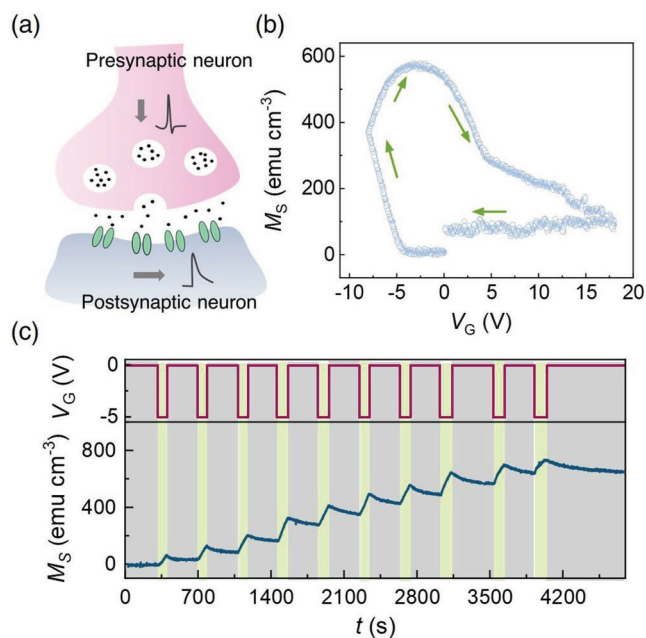 (a)
Presynaptic neuron
Postsynaptic neuron
(b)
600
400
200
0
M_S (emu cm⁻³)
-10 -5 0 5 10 15 20
V_G (V)
(c)
0
-5
V_G (V)
800
400
0
M_S (emu cm⁻³)
0 700 1400 2100 2800 3500 4200
t (s)